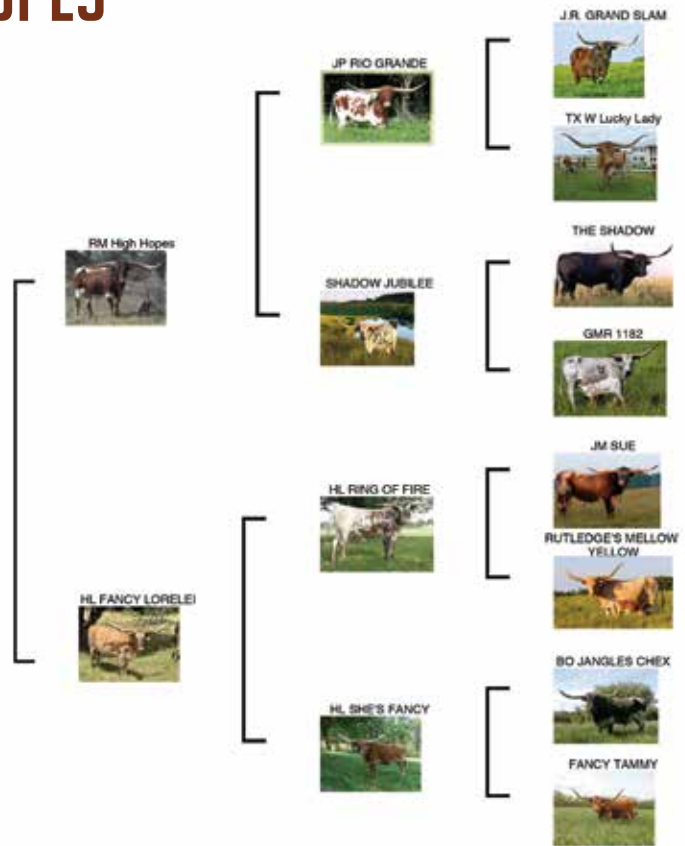 OPES
J.R. GRAND SLAM
JP RIO GRANDE
TX W Lucky Lady
RM High Hopes
THE SHADOW
SHADOW JUBILEE
GMR 1182
JM SUE
HL RING OF FIRE
RUTLEDGE'S MELLOW
YELLOW
HL FANCY LORELEI
BO JANGLES CHEX
HL SHE'S FANCY
FANCY TAMMY